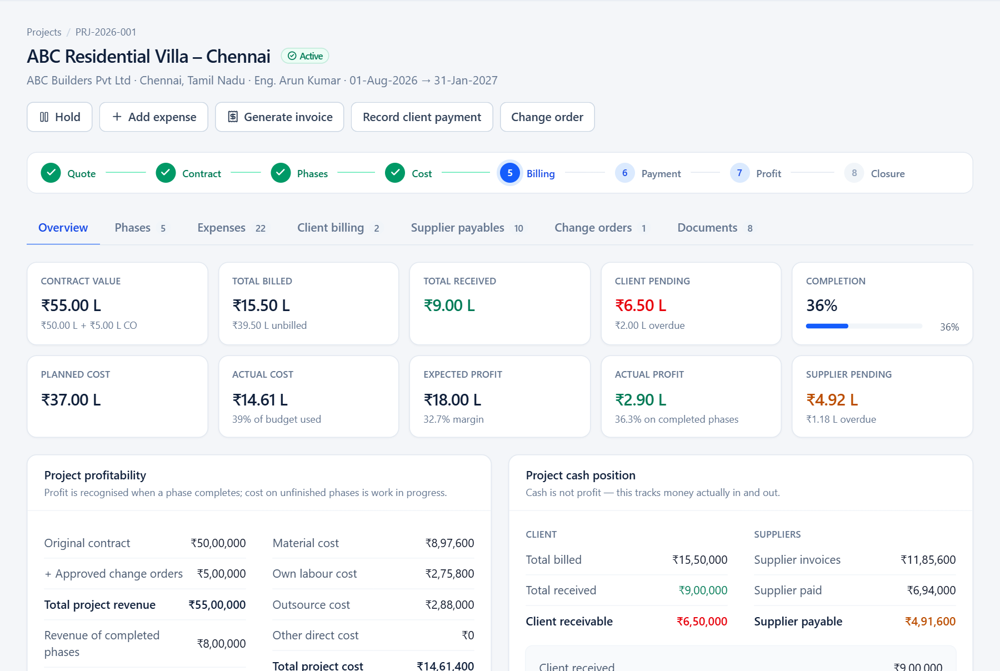 Projects / PRJ-2026-001
ABC Residential Villa – Chennai Active
ABC Builders Pvt Ltd · Chennai, Tamil Nadu · Eng. Arun Kumar · 01-Aug-2026 → 31-Jan-2027
Hold + Add expense Generate invoice Record client payment Change order
Quote Contract Phases Cost 5 Billing 6 Payment 7 Profit 8 Closure
Overview Phases 5 Expenses 22 Client billing 2 Supplier payables 10 Change orders 1 Documents 8
CONTRACT VALUE
₹55.00 L
₹50.00 L + ₹5.00 L CO
TOTAL BILLED
₹15.50 L
₹39.50 L unbilled
TOTAL RECEIVED
₹9.00 L
CLIENT PENDING
₹6.50 L
₹2.00 L overdue
COMPLETION
36%
36%
PLANNED COST
₹37.00 L
ACTUAL COST
₹14.61 L
39% of budget used
EXPECTED PROFIT
₹18.00 L
32.7% margin
ACTUAL PROFIT
₹2.90 L
36.3% on completed phases
SUPPLIER PENDING
₹4.92 L
₹1.18 L overdue
Project profitability
Profit is recognised when a phase completes; cost on unfinished phases is work in progress.
Original contract ₹50,00,000
+ Approved change orders ₹5,00,000
Total project revenue ₹55,00,000
Revenue of completed
phases ₹8,00,000
Material cost ₹8,97,600
Own labour cost ₹2,75,800
Outsource cost ₹2,88,000
Other direct cost ₹0
Total project cost ₹14,61,400
Project cash position
Cash is not profit — this tracks money actually in and out.
CLIENT
Total billed ₹15,50,000
Total received ₹9,00,000
Client receivable ₹6,50,000
SUPPLIERS
Supplier invoices ₹11,85,600
Supplier paid ₹6,94,000
Supplier payable ₹4,91,600
Client received ₹9,00,000